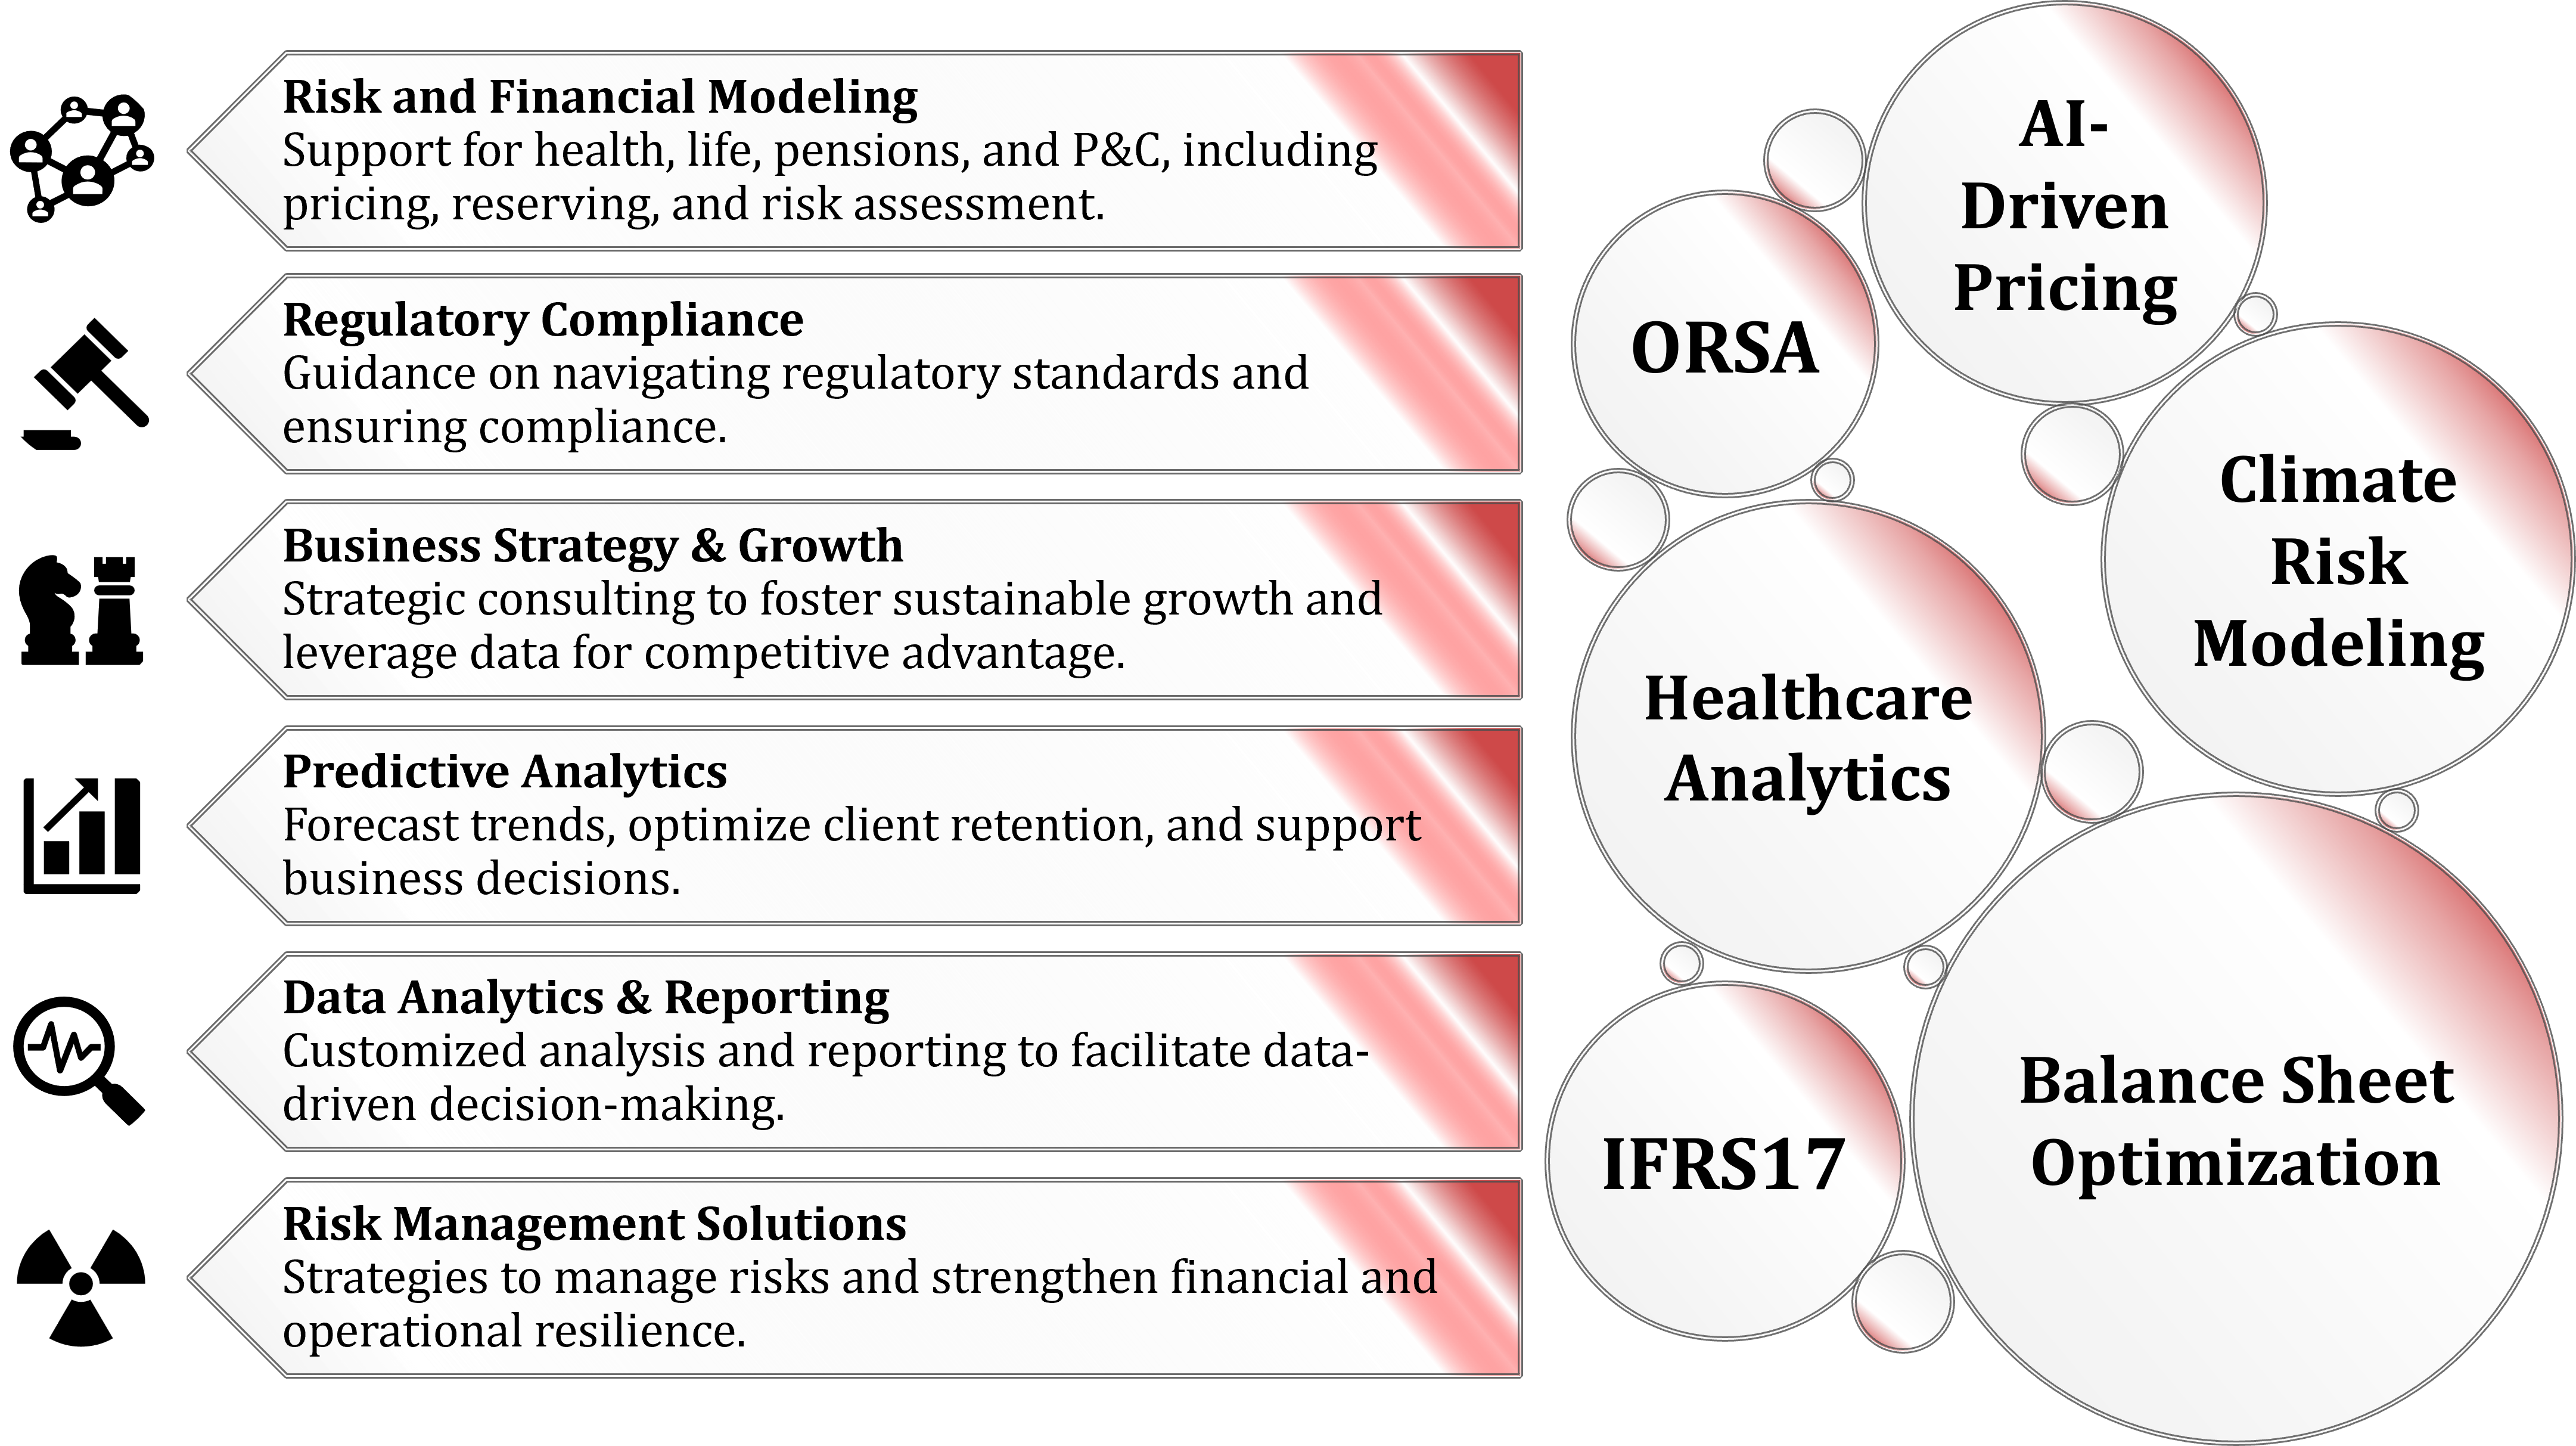 Risk and Financial Modeling
Support for health, life, pensions, and P&C, including
pricing, reserving, and risk assessment.
Regulatory Compliance
Guidance on navigating regulatory standards and
ensuring compliance.
Business Strategy & Growth
Strategic consulting to foster sustainable growth and
leverage data for competitive advantage.
Predictive Analytics
Forecast trends, optimize client retention, and support
business decisions.
Data Analytics & Reporting
Customized analysis and reporting to facilitate data-
driven decision-making.
Risk Management Solutions
Strategies to manage risks and strengthen financial and
operational resilience.
AI-
Driven
Pricing
ORSA
Climate
Risk
Modeling
Healthcare
Analytics
Balance Sheet
Optimization
IFRS17